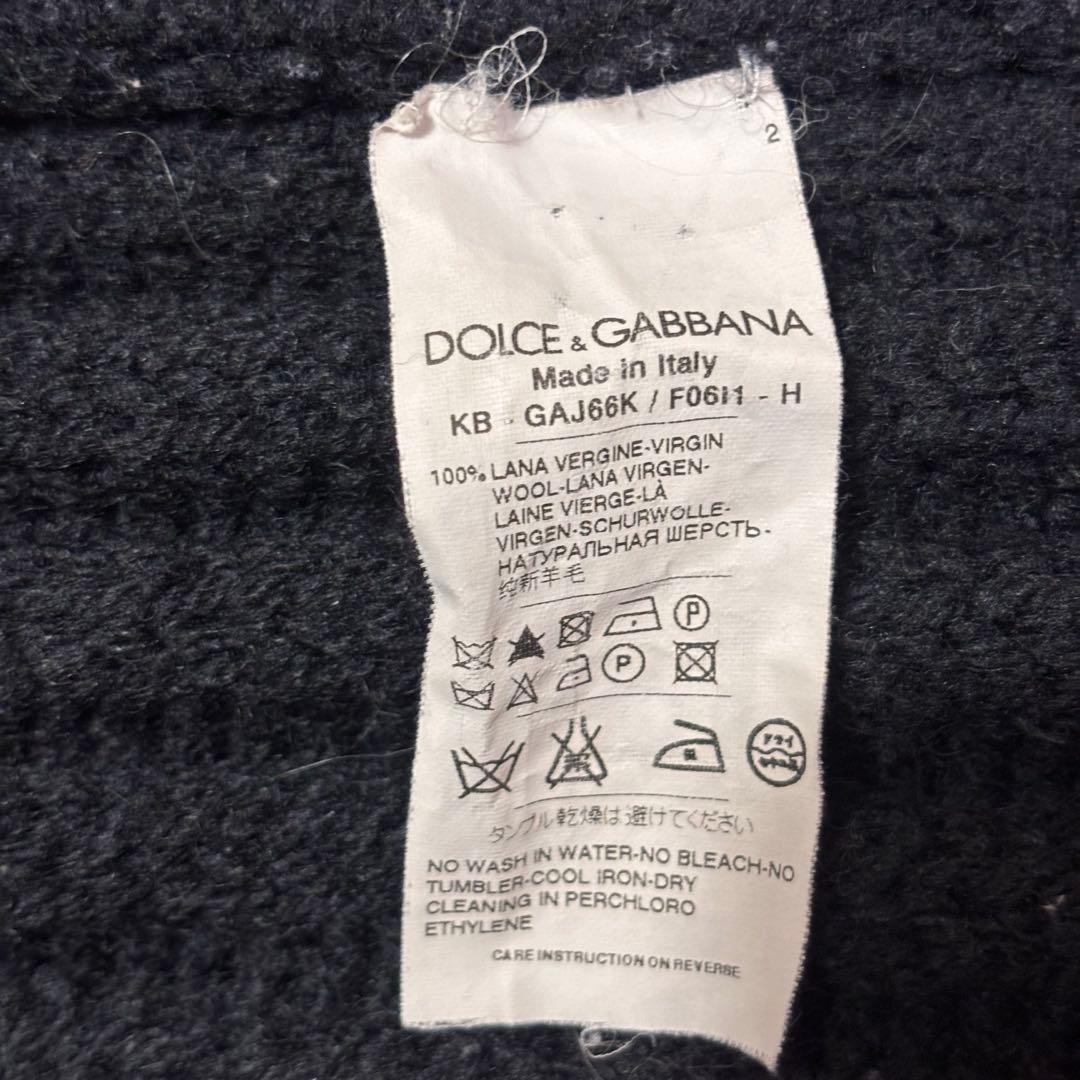 2
DOLCE & GABBANA
Made in Italy
KB - GAJ66K / F06I1 - H
100% LANA VERGINE-VIRGIN
WOOL-LANA VIRGEN-
LAINE VIERGE-LÀ
VIRGEN-SCHURWOLLE-
НАТУРАЛЬНАЯ ШЕРСТЬ-
纯新羊毛
P
P
ドライ
タンブル乾燥は避けてください
NO WASH IN WATER-NO BLEACH-NO
TUMBLER-COOL IRON-DRY
CLEANING IN PERCHLORO
ETHYLENE
CARE INSTRUCTION ON REVERSE